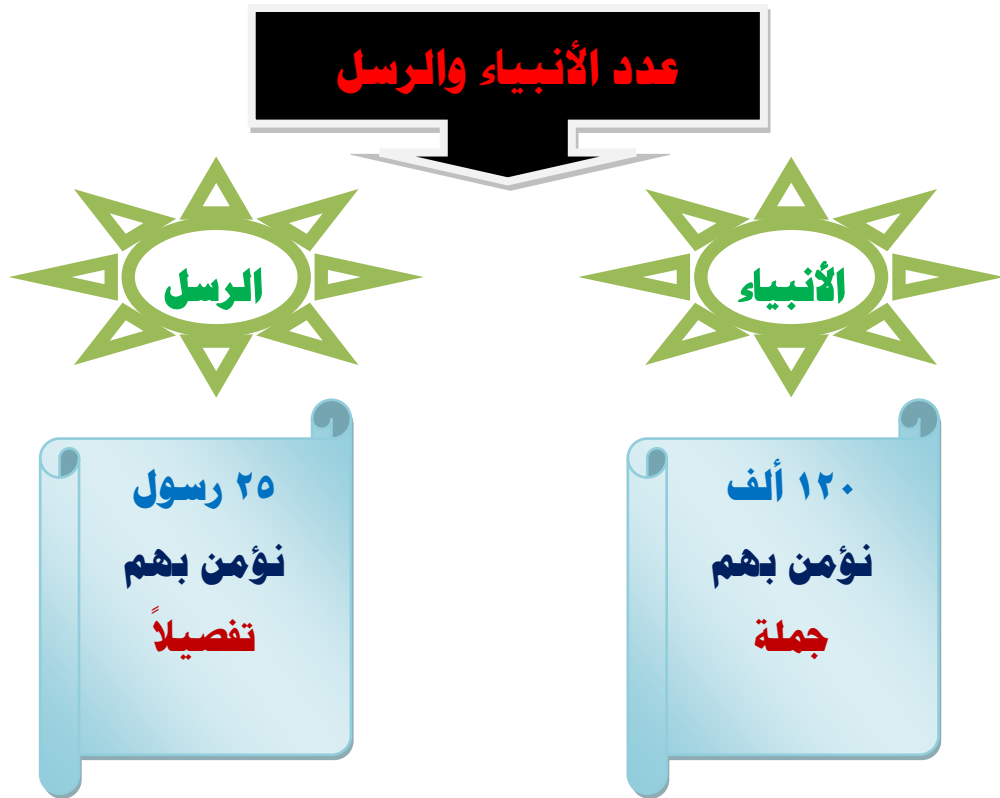 عدد الأنبياء والرسل
الأنبياء
١٢٠ ألف
نؤمن بهم
جملة
الرسل
٢٥ رسول
نؤمن بهم
تفصيلاً